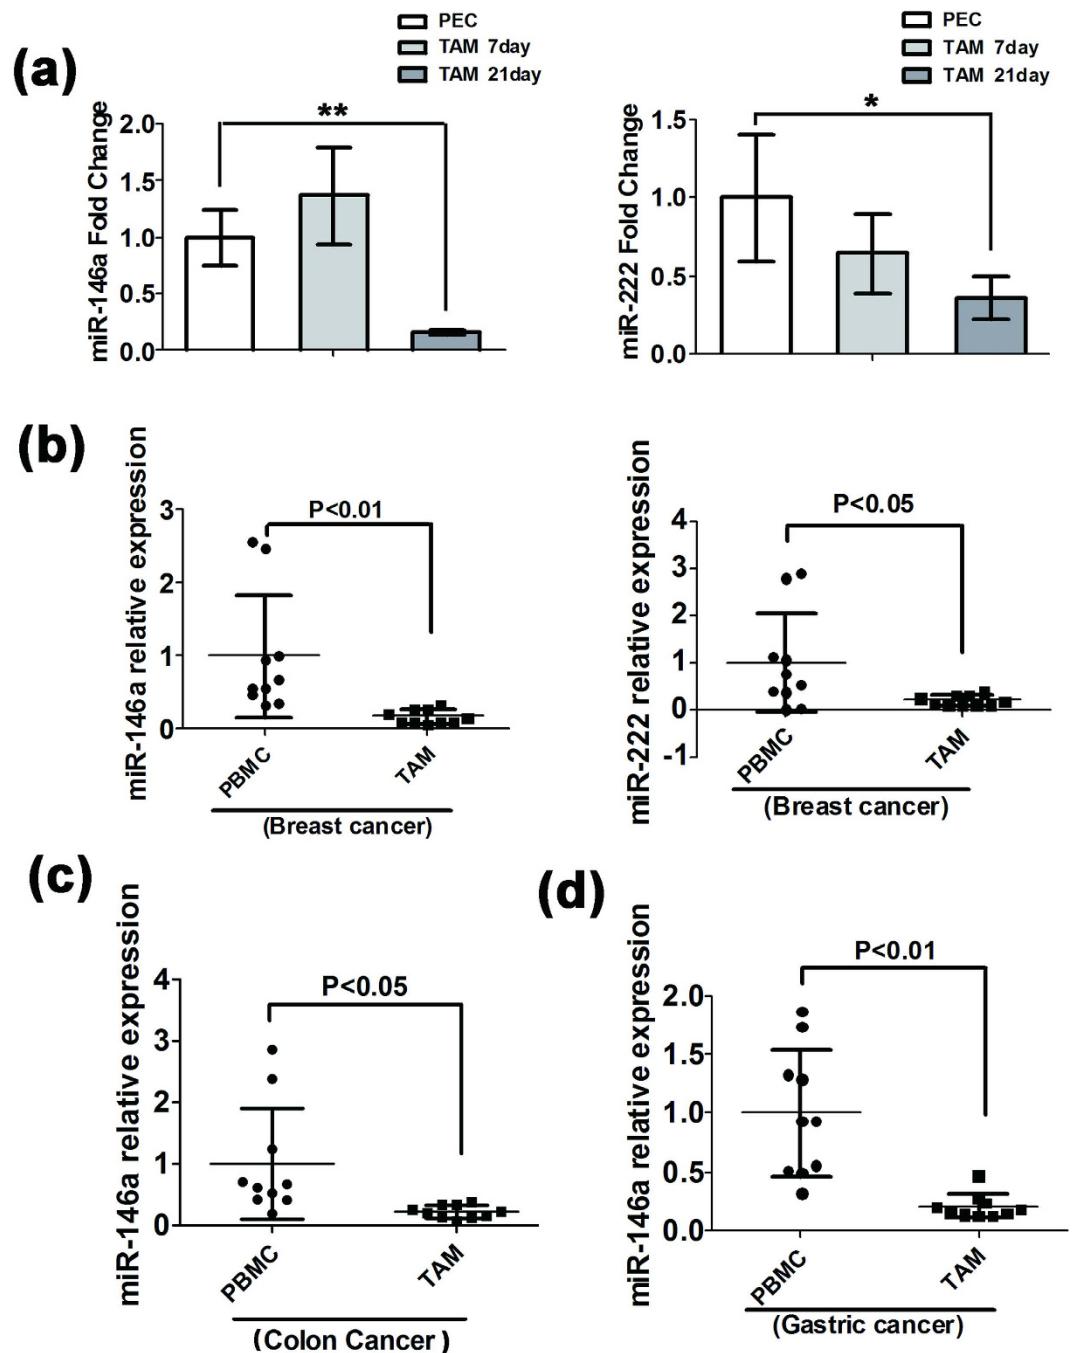 (a)
PEC
TAM 7day
TAM 21day
miR-146a Fold Change
2.0
1.5
1.0
0.5
0.0
**
PEC
TAM 7day
TAM 21day
miR-222 Fold Change
1.5
1.0
0.5
0.0
*
(b)
miR-146a relative expression
3
2
1
0
P<0.01
PBMC
TAM
(Breast cancer)
miR-222 relative expression
4
3
2
1
0
-1
P<0.05
PBMC
TAM
(Breast cancer)
(c)
miR-146a relative expression
4
3
2
1
0
P<0.05
PBMC
TAM
(Colon Cancer)
(d)
miR-146a relative expression
2.0
1.5
1.0
0.5
0.0
P<0.01
PBMC
TAM
(Gastric cancer)